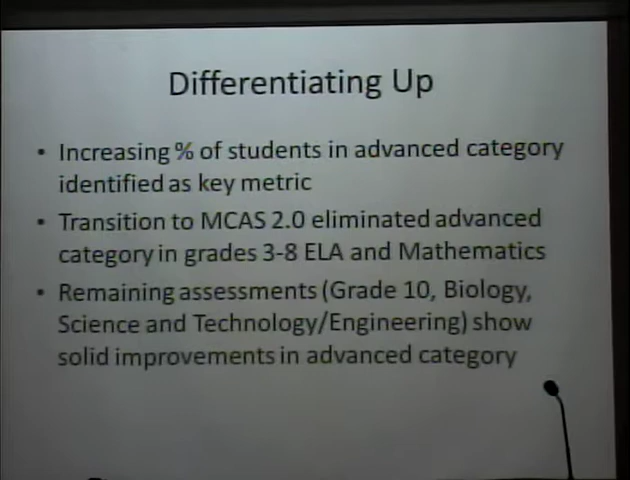 Differentiating Up
• Increasing % of students in advanced category
identified as key metric
• Transition to MCAS 2.0 eliminated advanced
category in grades 3-8 ELA and Mathematics
• Remaining assessments (Grade 10, Biology,
Science and Technology/Engineering) show
solid improvements in advanced category